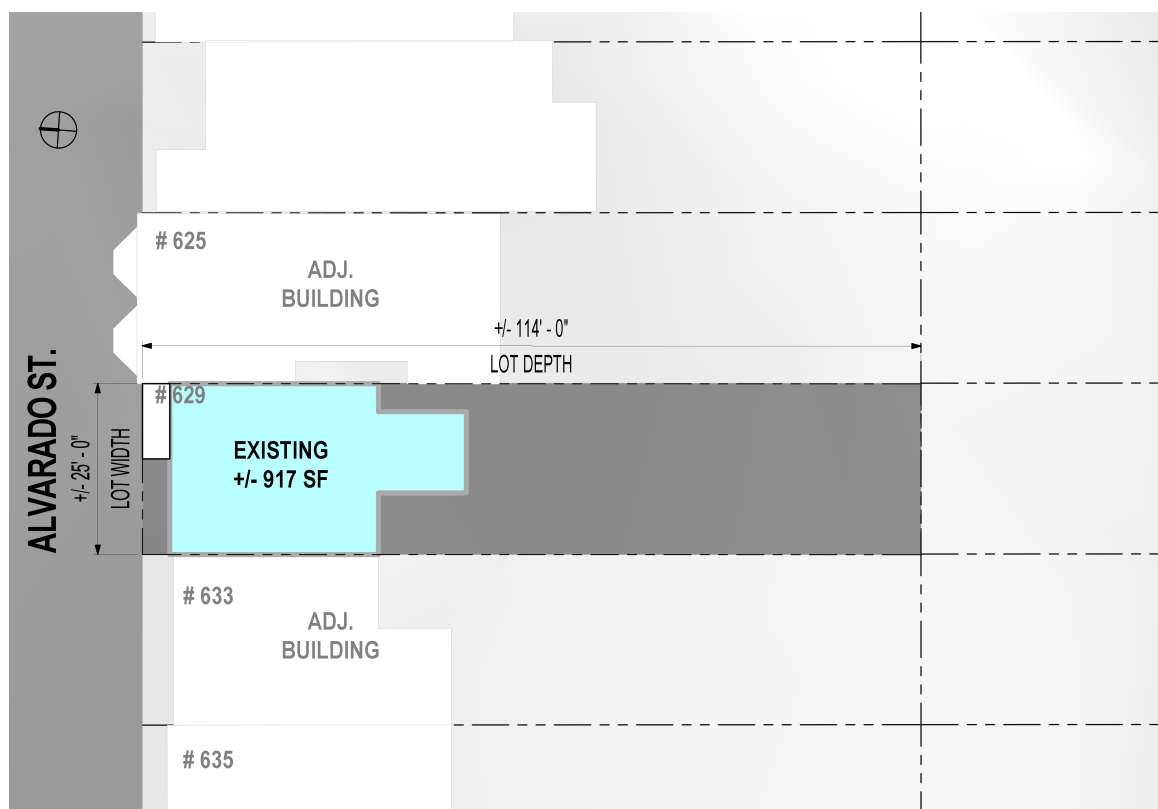 # 625
ADJ.
BUILDING
+/- 114' - 0"
LOT DEPTH
ALVARADO ST.
+/- 25' - 0"
LOT WIDTH
# 629
EXISTING
+/- 917 SF
# 633
ADJ.
BUILDING
# 635